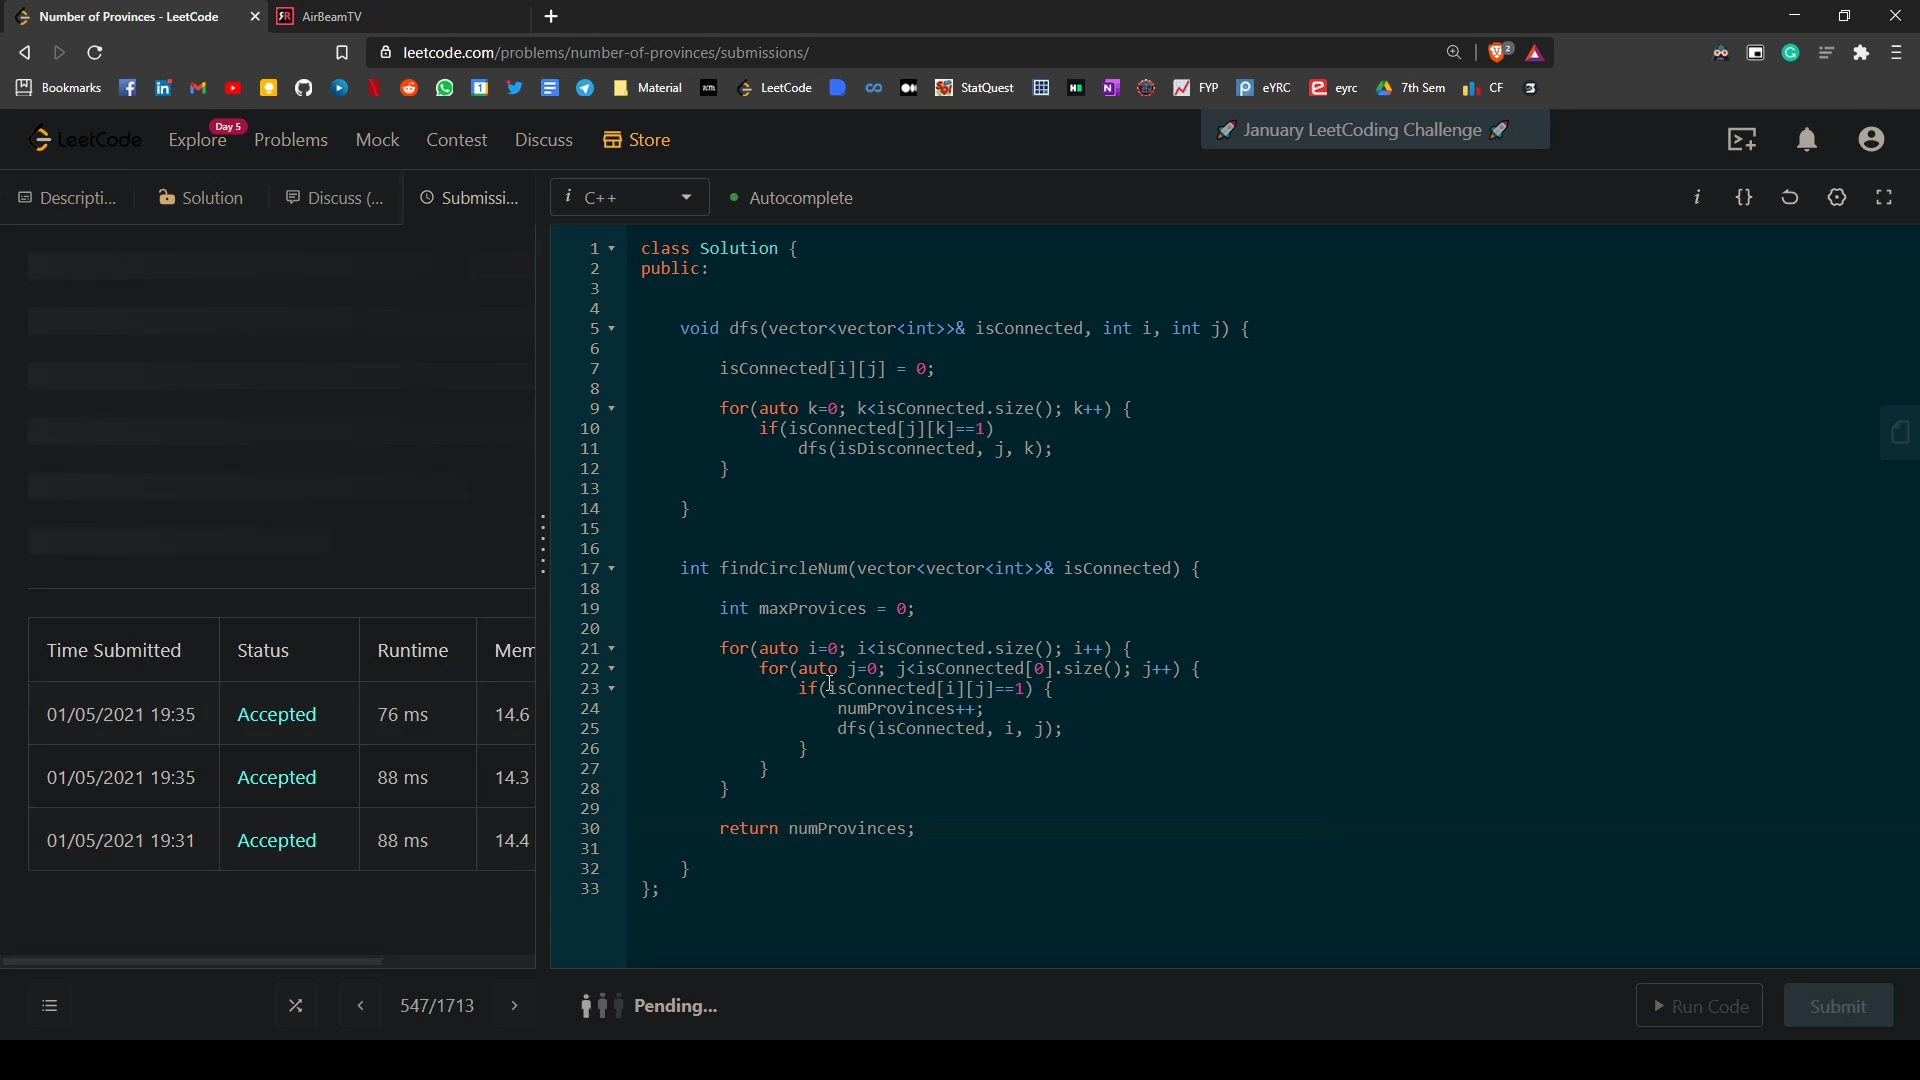 Number of Provinces - LeetCode
AirBeamTV
leetcode.com/problems/number-of-provinces/submissions/
2
Bookmarks
Material
LeetCode
StatQuest
FYP
eYRC
eyrc
7th Sem
CF
LeetCode
Explore
Day 5
Problems
Mock
Contest
Discuss
Store
🚀 January LeetCoding Challenge 🚀
Descripti...
Solution
Discuss (...
Submissi...
i C++
Autocomplete
i {}
1 class Solution {
2 public:
3
4
5 void dfs(vector<vector<int>>& isConnected, int i, int j) {
6
7 isConnected[i][j] = 0;
8
9 for(auto k=0; k<isConnected.size(); k++) {
10 if(isConnected[j][k]==1)
11 dfs(isDisconnected, j, k);
12 }
13
14 }
15
16
17 int findCircleNum(vector<vector<int>>& isConnected) {
18
19 int maxProvices = 0;
20
21 for(auto i=0; i<isConnected.size(); i++) {
22 for(auto j=0; j<isConnected[0].size(); j++) {
23 if(isConnected[i][j]==1) {
24 numProvinces++;
25 dfs(isConnected, i, j);
26 }
27 }
28 }
29
30 return numProvinces;
31
32 }
33 };
Time Submitted Status Runtime Mem
01/05/2021 19:35 Accepted 76 ms 14.6
01/05/2021 19:35 Accepted 88 ms 14.3
01/05/2021 19:31 Accepted 88 ms 14.4
547/1713
Pending...
Run Code
Submit